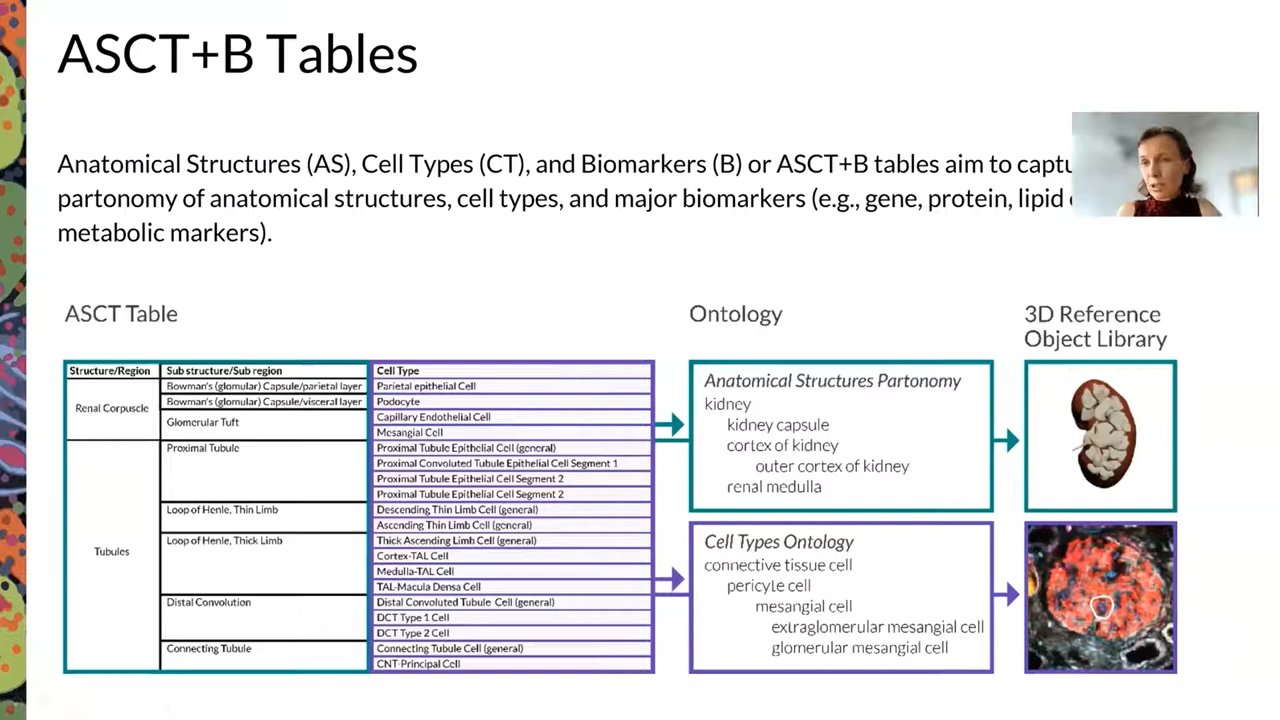 ASCT+B Tables
Anatomical Structures (AS), Cell Types (CT), and Biomarkers (B) or ASCT+B tables aim to
partonomy of anatomical structures, cell types, and major biomarkers (e.g., gene, protein, lipid
metabolic markers).
ASCT Table
Structure/Region Sub structure/Sub region Cell Type
Renal Corpuscle
Bowman's (glomular) Capsule/parietal layer Parietal epithelial Cell
Bowman's (glomular) Capsule/visceral layer Podocyte
Glomerular Tuft Capillary Endothelial Cell
Mesangial Cell
Tubules
Proximal Tubule Proximal Tubule Epithelial Cell (general)
Proximal Convoluted Tubule Epithelial Cell Segment 1
Proximal Tubule Epithelial Cell Segment 2
Proximal Tubule Epithelial Cell Segment 2
Loop of Henle, Thin Limb Descending Thin Limb Cell (general)
Ascending Thin Limb Cell (general)
Loop of Henle, Thick Limb Thick Ascending Limb Cell (general)
Cortex-TAL Cell
Medulla-TAL Cell
TAL-Macula Densa Cell
Distal Convolution Distal Convoluted Tubule Cell (general)
DCT Type 1 Cell
DCT Type 2 Cell
Connecting Tubule Connecting Tubule Cell (general)
CNT-Principal Cell
Ontology
Anatomical Structures Partonomy
kidney
kidney capsule
cortex of kidney
outer cortex of kidney
renal medulla
Cell Types Ontology
connective tissue cell
pericyte cell
mesangial cell
extraglomerular mesangial cell
glomerular mesangial cell
3D Reference
Object Library